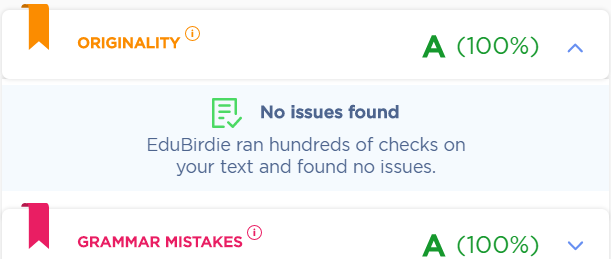 ORIGINALITY
A (100%)
No issues found
EduBirdie ran hundreds of checks on
your text and found no issues.
GRAMMAR MISTAKES
A (100%)